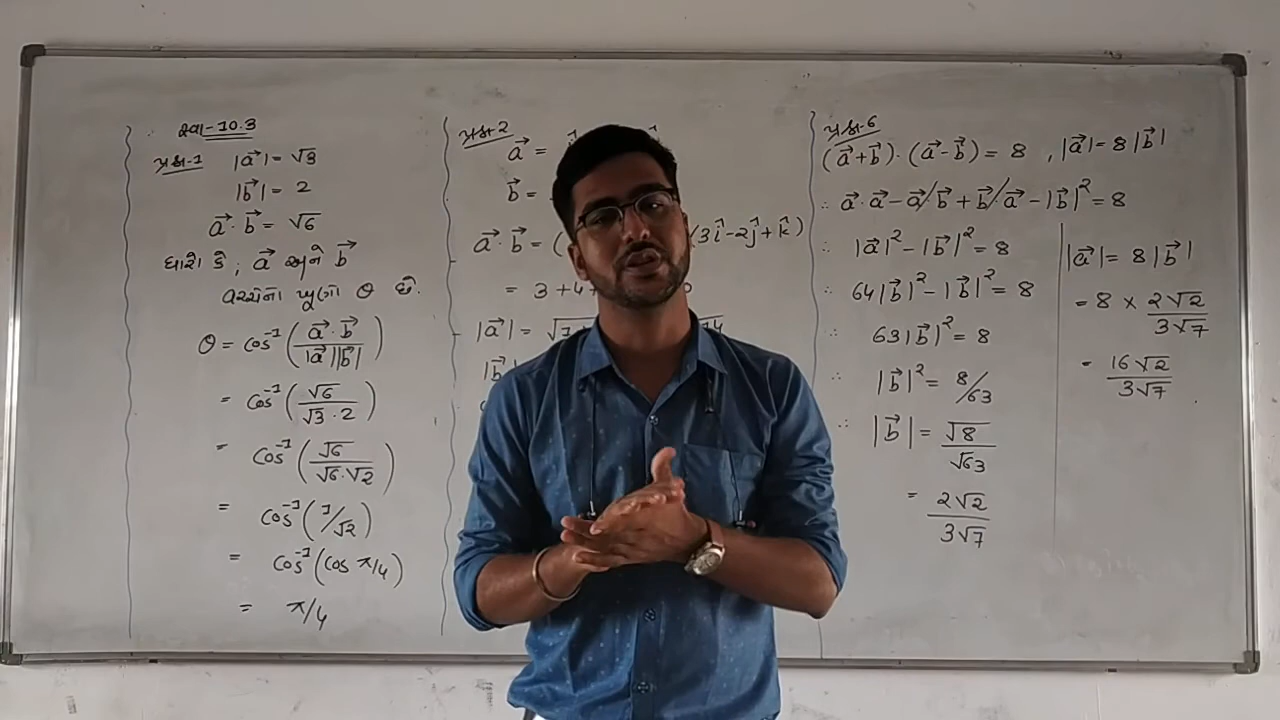 સ્વા-10.3
પ્રશ્ન-1 |a⃗| = √3
|b⃗| = 2
a⃗ · b⃗ = √6
ધારો કે, a⃗ અને b⃗
વચ્ચેના ખૂણો θ છે.
θ = cos⁻¹(a⃗ · b⃗ / |a⃗||b⃗|)
= cos⁻¹(√6 / √3 · 2)
= cos⁻¹(√6 / √6 · √2)
= cos⁻¹(1/√2)
= cos⁻¹(cos π/4)
= π/4
પ્રશ્ન-2
a⃗ =
b⃗ =
a⃗ · b⃗ = ( (3î - 2ĵ + k̂)
= 3 + 4 +
|a⃗| = √
|b⃗|
પ્રશ્ન-6
(a⃗ + b⃗) · (a⃗ - b⃗) = 8 , |a⃗| = 8|b⃗|
∴ a⃗ · a⃗ - a⃗/b⃗ + b⃗/a⃗ - |b⃗|² = 8
∴ |a⃗|² - |b⃗|² = 8
∴ 64|b⃗|² - |b⃗|² = 8
∴ 63|b⃗|² = 8
∴ |b⃗|² = 8/63
∴ |b⃗| = √8 / √63
= 2√2 / 3√7
|a⃗| = 8|b⃗|
= 8 × 2√2 / 3√7
= 16√2 / 3√7